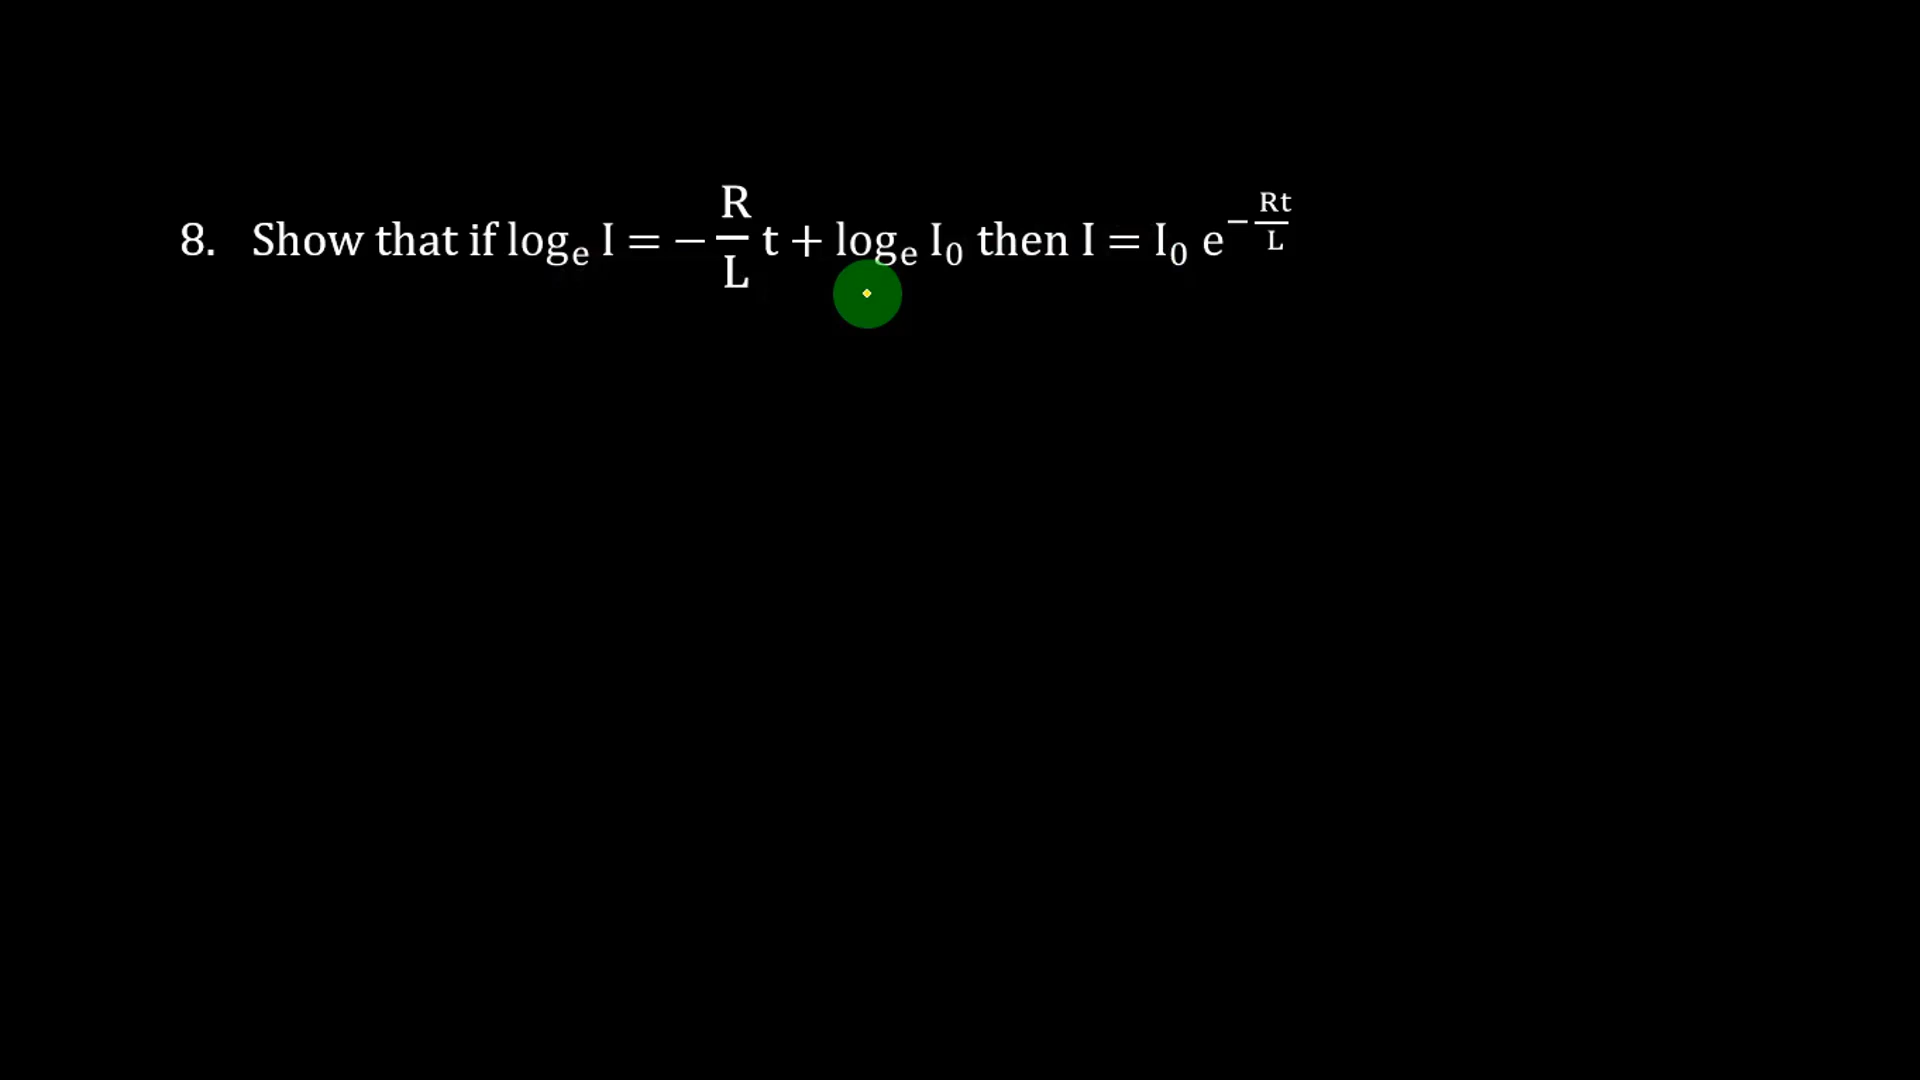 8. Show that if logₑ I = − R/L t + logₑ I₀ then I = I₀ e^(−Rt/L)